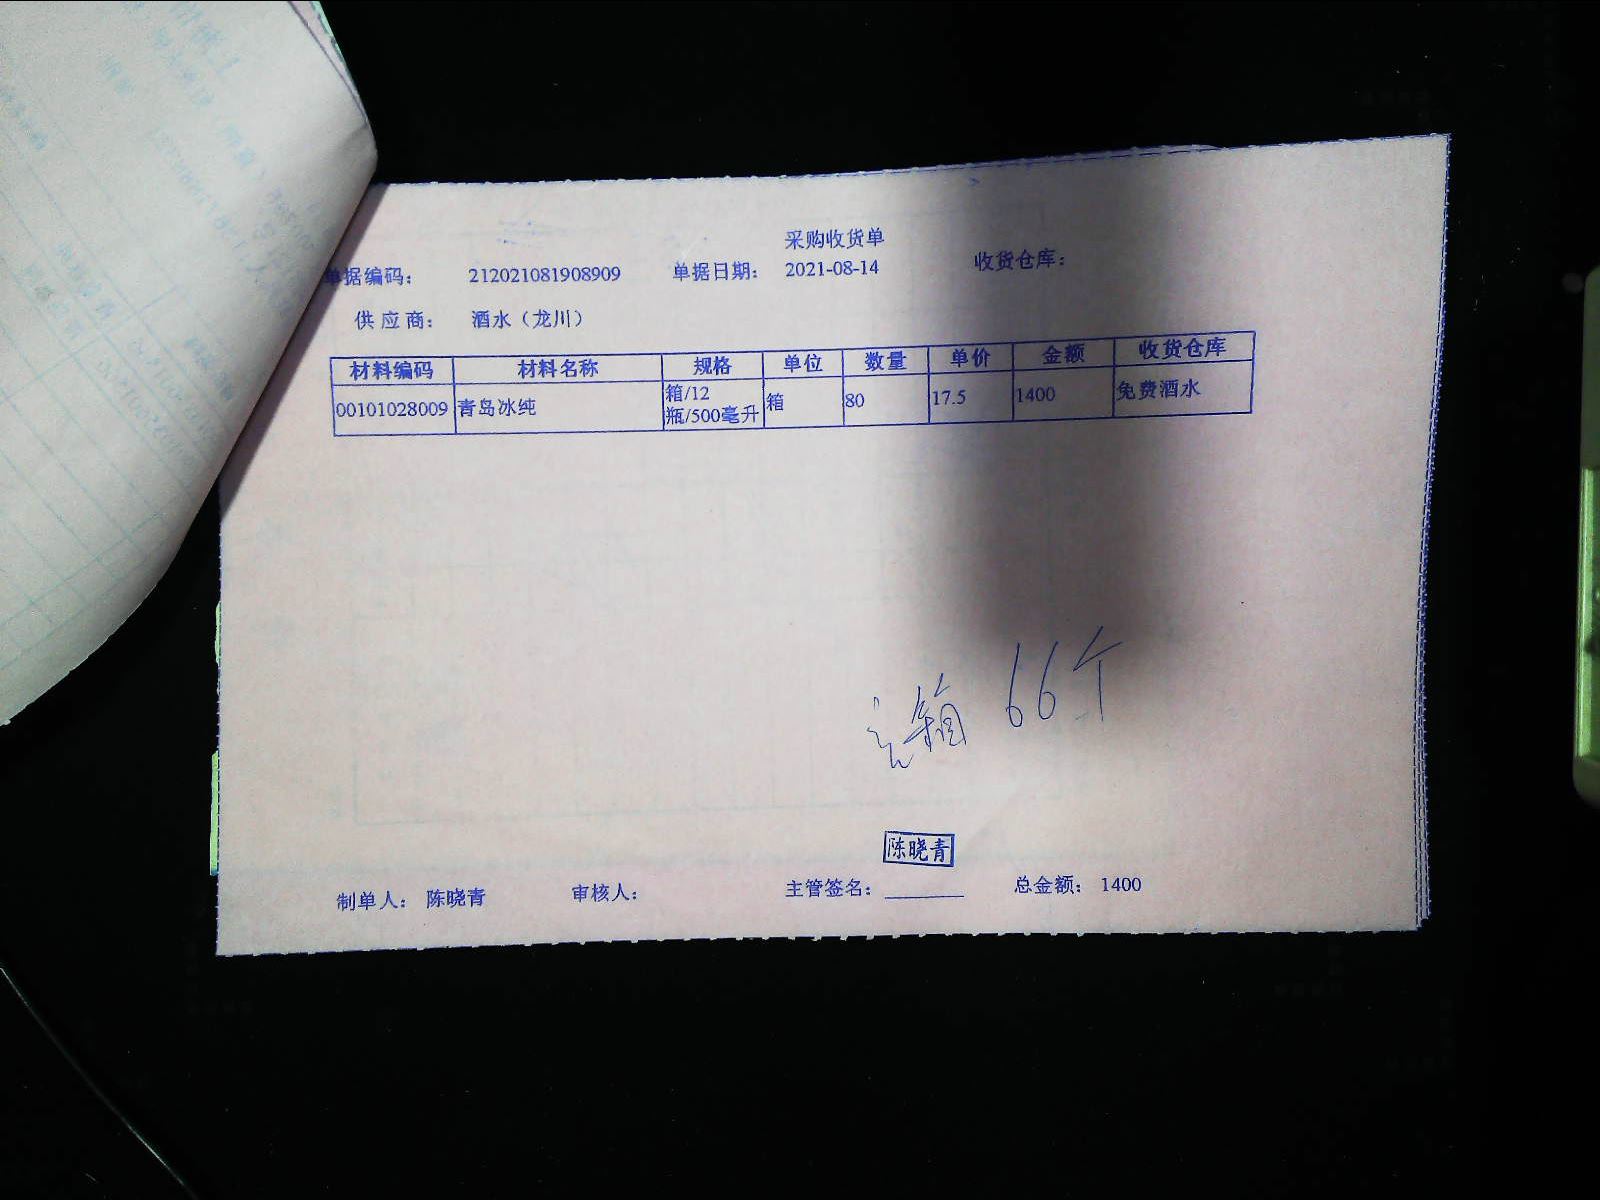 采购收货单
单据编码： 212021081908909 单据日期： 2021-08-14 收货仓库：
供应商： 酒水（龙川）
材料编码 材料名称 规格 单位 数量 单价 金额 收货仓库
00101028009 青岛冰纯 箱/12瓶/500毫升 箱 80 17.5 1400 免费酒水
箱 66个
陈晓青
制单人： 陈晓青 审核人： 主管签名： 总金额： 1400